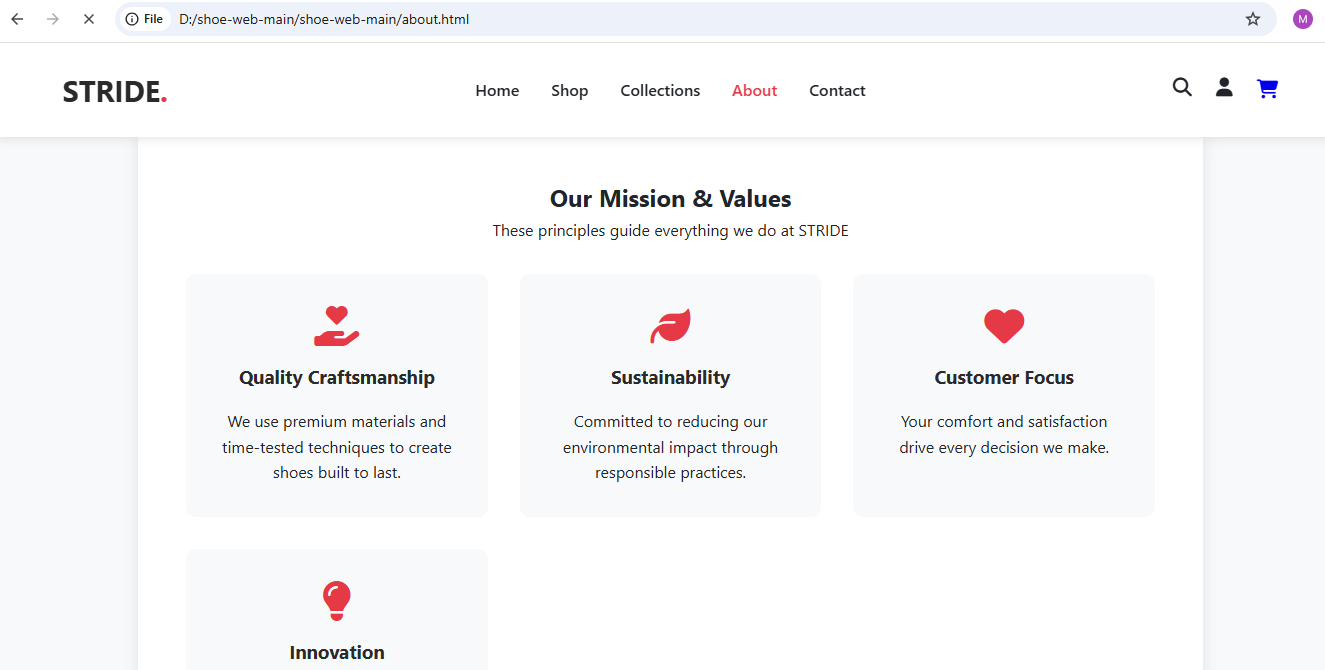 File D:/shoe-web-main/shoe-web-main/about.html
M
STRIDE.
Home Shop Collections About Contact
Our Mission & Values
These principles guide everything we do at STRIDE
Quality Craftsmanship
We use premium materials and
time-tested techniques to create
shoes built to last.
Sustainability
Committed to reducing our
environmental impact through
responsible practices.
Customer Focus
Your comfort and satisfaction
drive every decision we make.
Innovation